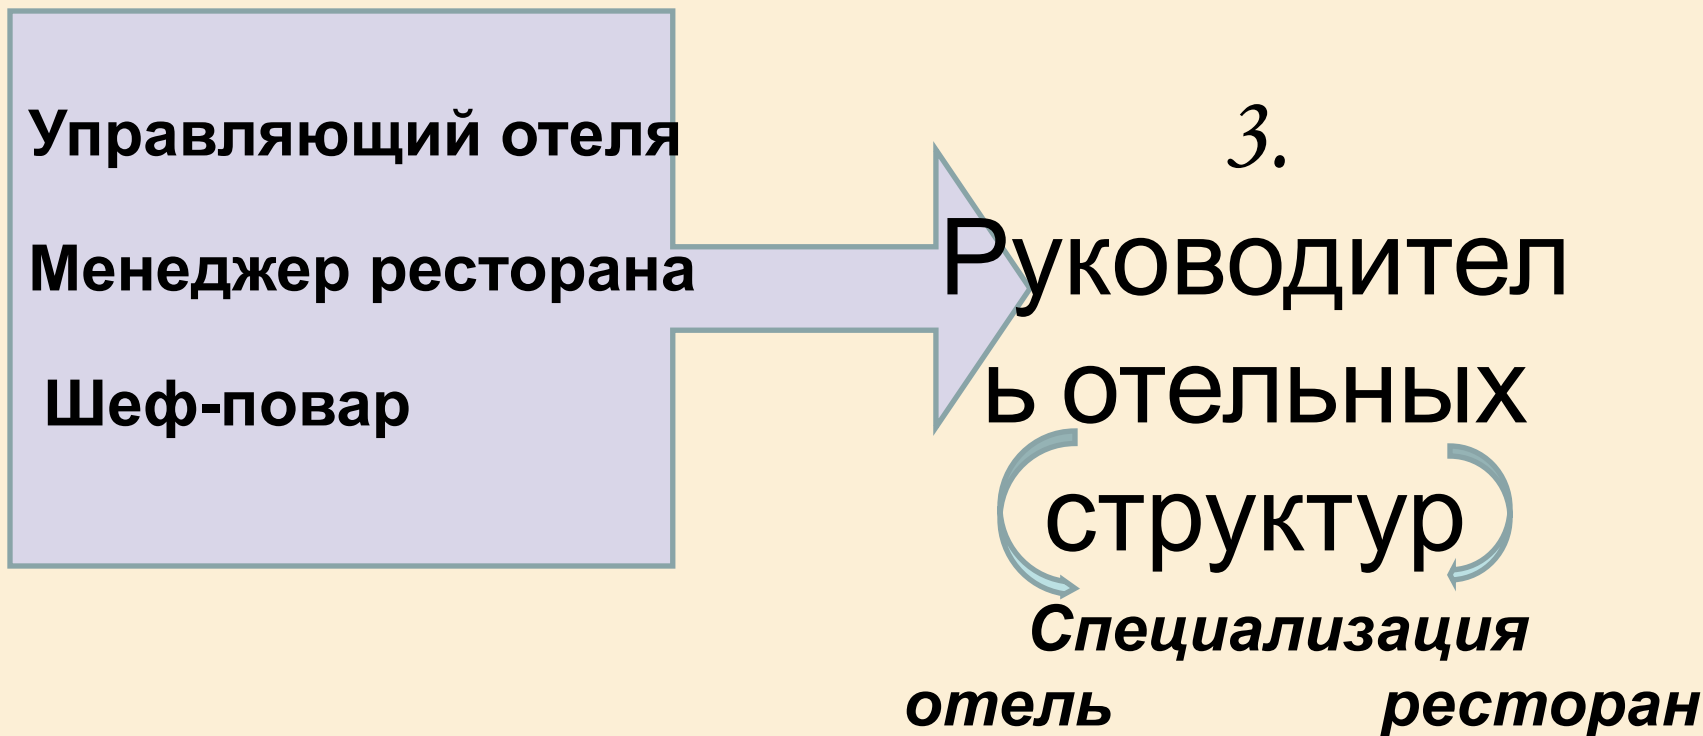 Управляющий отеля
Менеджер ресторана
Шеф-повар
3.
Руководител
ь отельных
структур
Специализация
отель ресторан